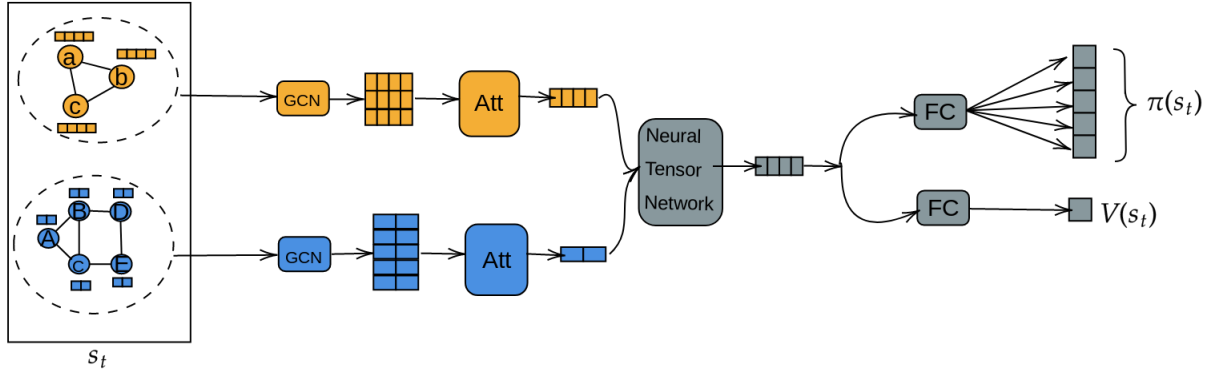 a
b
c
GCN
Att
B
D
A
C
E
GCN
Att
s_t
Neural
Tensor
Network
FC
π(s_t)
FC
V(s_t)